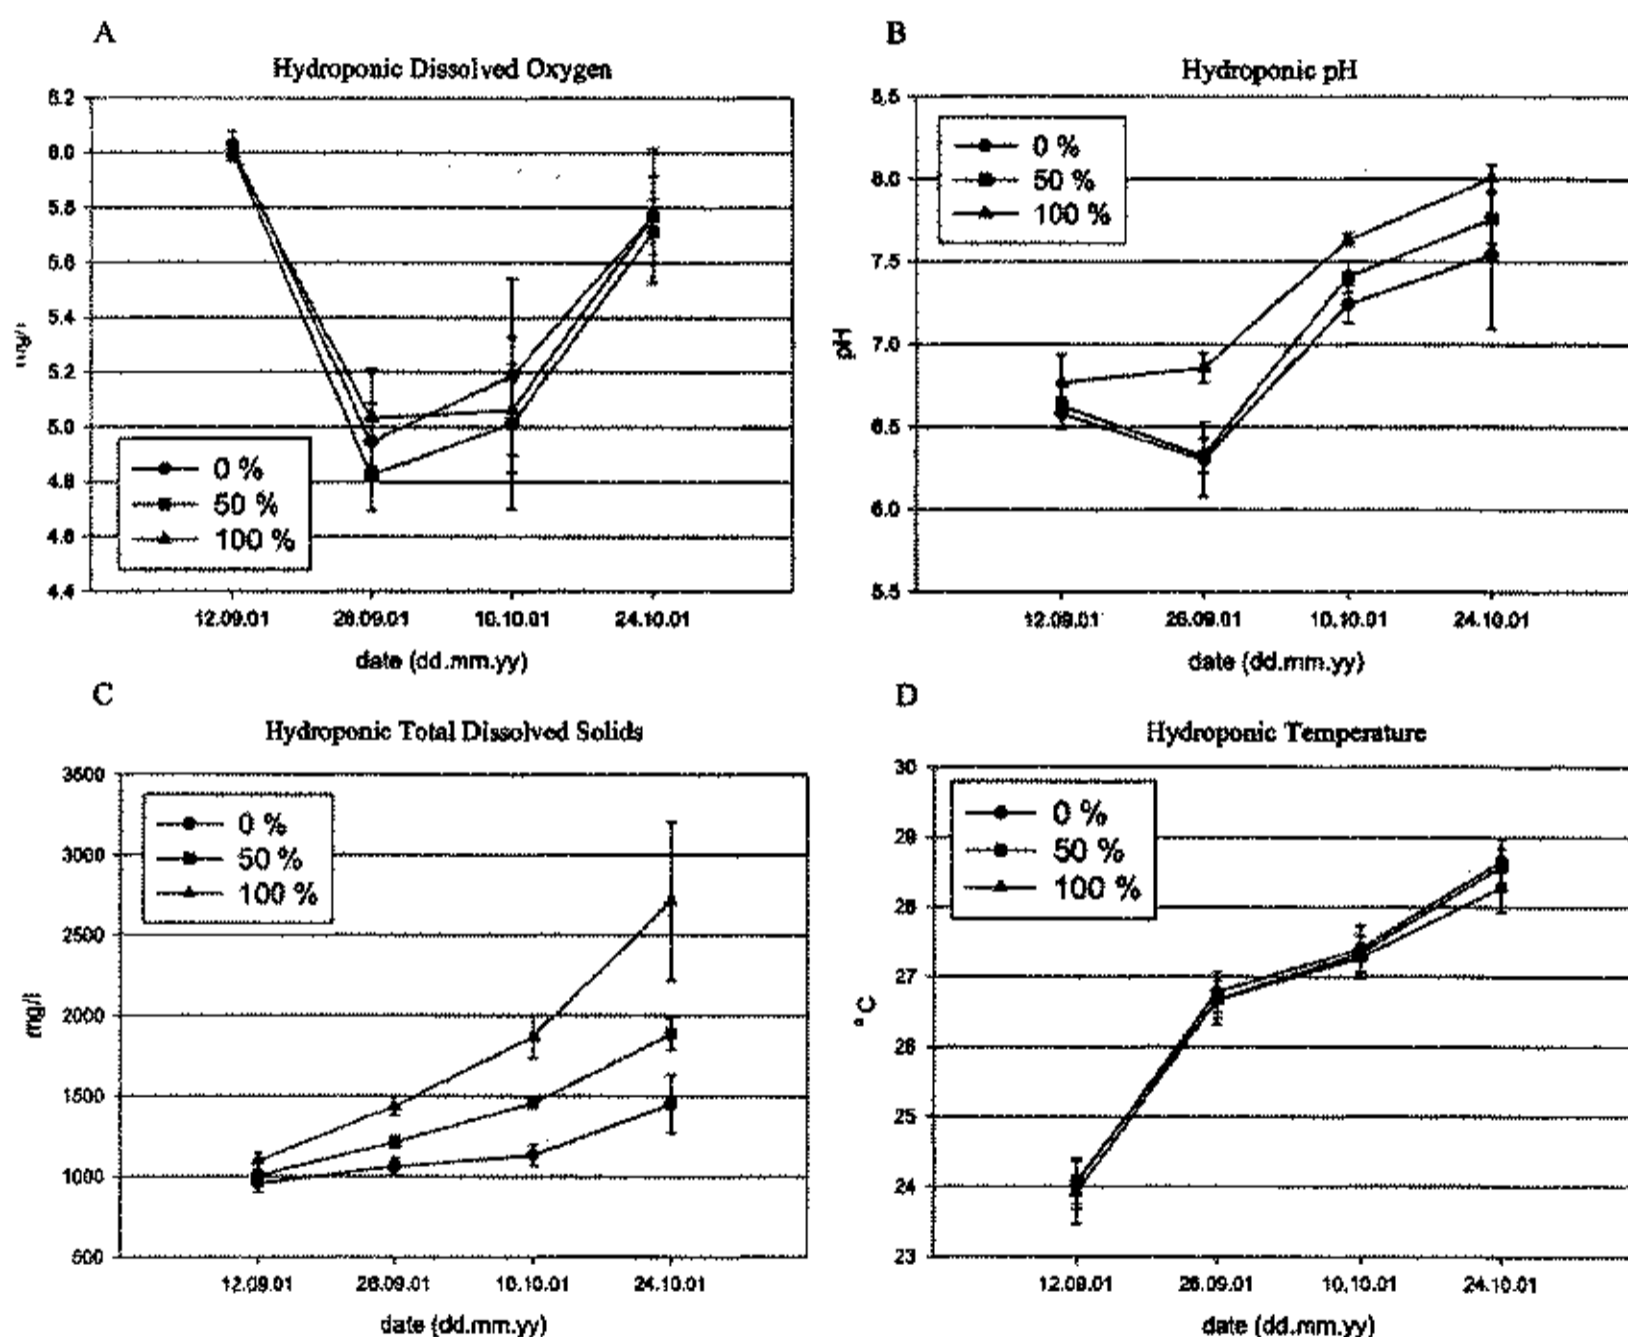 A
Hydroponic Dissolved Oxygen
6.2
6.0
5.8
5.6
5.4
5.2
5.0
4.8
4.6
4.4
0 %
50 %
100 %
12.09.01 26.09.01 10.10.01 24.10.01
date (dd.mm.yy)
B
Hydroponic pH
8.5
8.0
7.5
7.0
6.5
6.0
5.5
pH
0 %
50 %
100 %
12.09.01 26.09.01 10.10.01 24.10.01
date (dd.mm.yy)
C
Hydroponic Total Dissolved Solids
3500
3000
2500
2000
1500
1000
500
mg/l
0 %
50 %
100 %
12.09.01 26.09.01 10.10.01 24.10.01
date (dd.mm.yy)
D
Hydroponic Temperature
30
29
28
27
26
25
24
23
°C
0 %
50 %
100 %
12.09.01 26.09.01 10.10.01 24.10.01
date (dd.mm.yy)